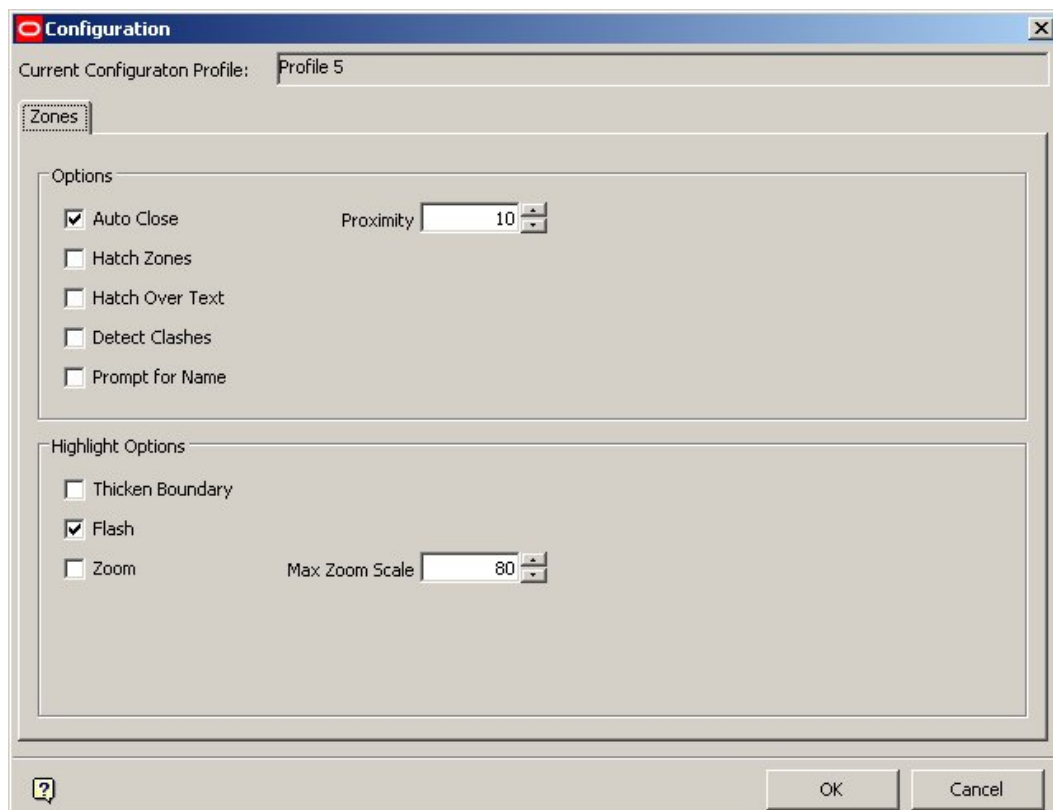 Configuration
Current Configuraton Profile: Profile 5
Zones
Options
Auto Close Proximity 10
Hatch Zones
Hatch Over Text
Detect Clashes
Prompt for Name
Highlight Options
Thicken Boundary
Flash
Zoom Max Zoom Scale 80
? OK Cancel